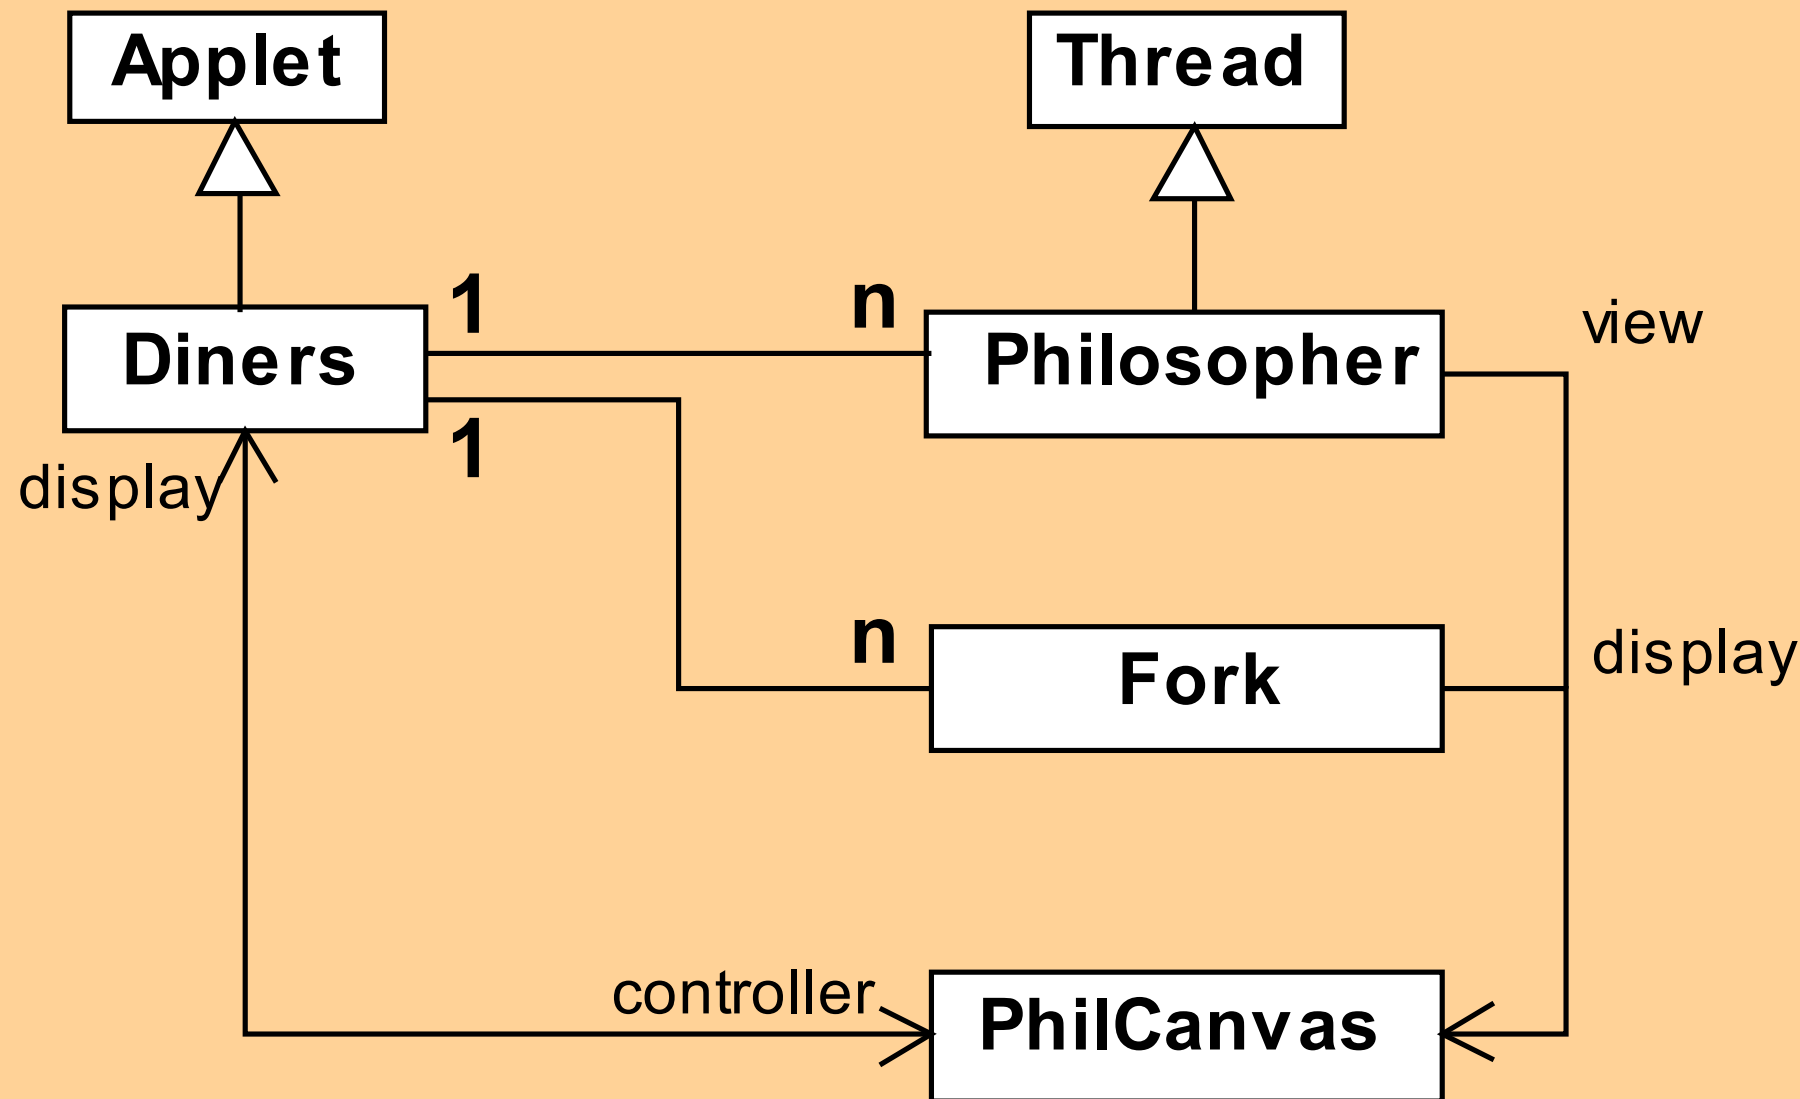 Applet
Thread
1
n
view
Diners
Philosopher
1
display
n
display
Fork
controller
PhilCanvas